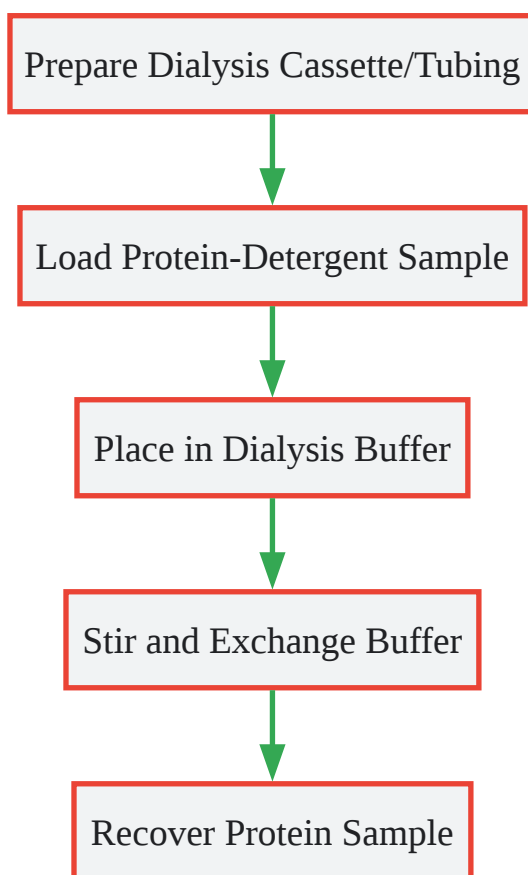 Prepare Dialysis Cassette/Tubing
Load Protein-Detergent Sample
Place in Dialysis Buffer
Stir and Exchange Buffer
Recover Protein Sample